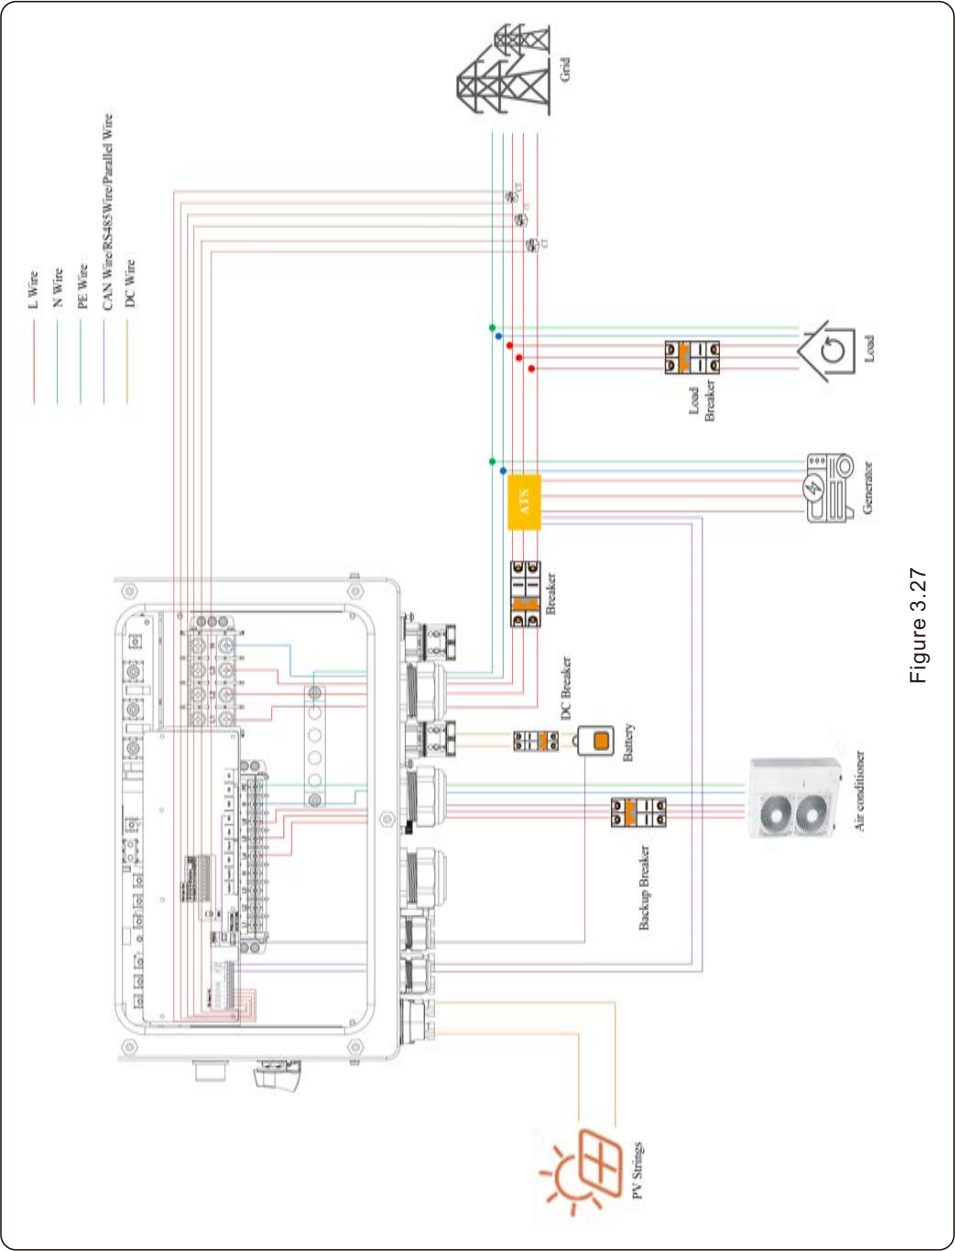 L Wire
N Wire
PE Wire
CAN Wire/RS485Wire/Parallel Wire
DC Wire
Grid
CT
CT
CT
Load
Breaker
Load
ATS
Generator
Breaker
DC Breaker
Battery
Backup Breaker
Air conditioner
PV Strings
Figure 3.27